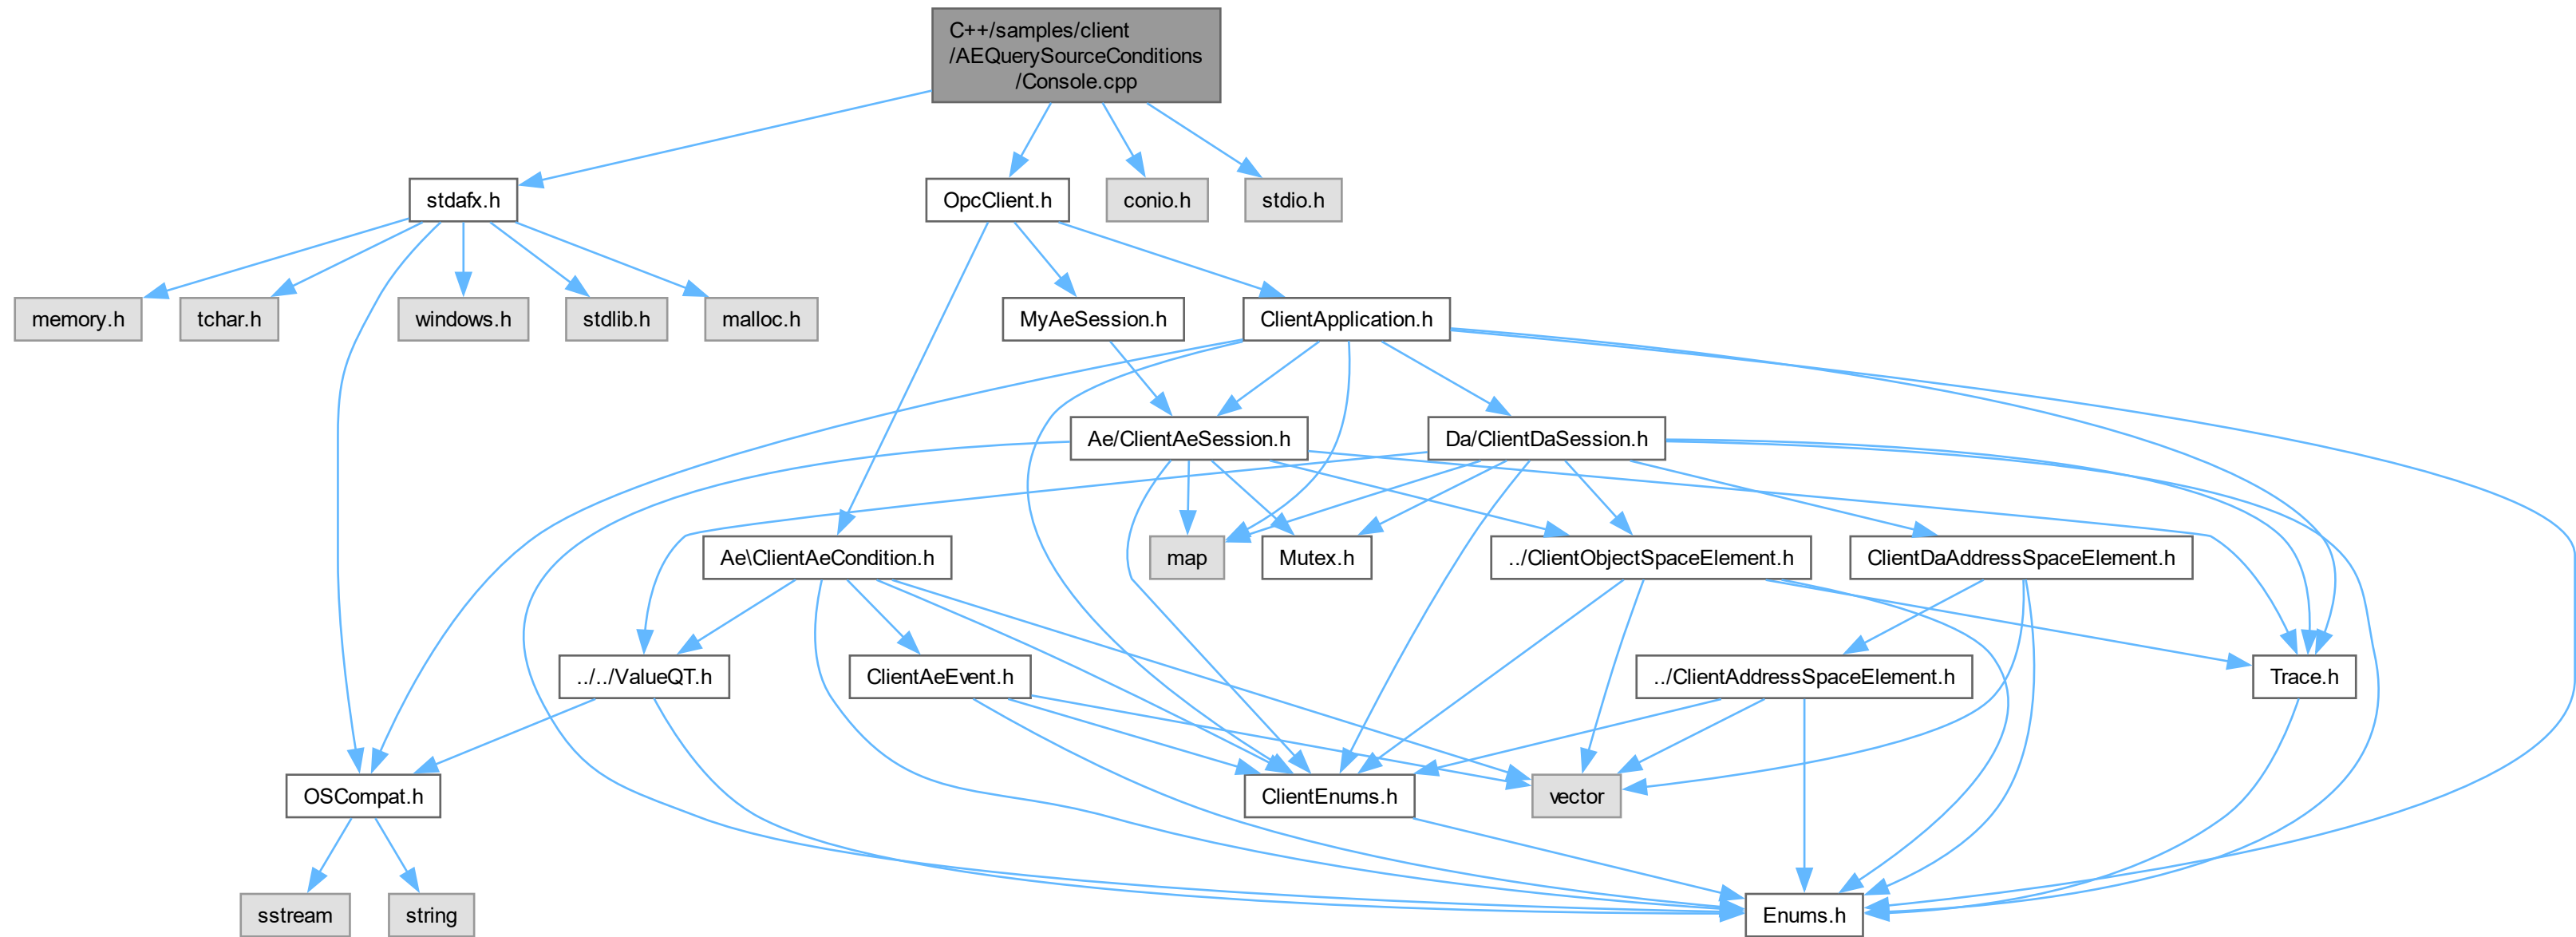 C++/samples/client
/AEQuerySourceConditions
/Console.cpp
stdafx.h
OpcClient.h
conio.h
stdio.h
memory.h
tchar.h
windows.h
stdlib.h
malloc.h
MyAeSession.h
ClientApplication.h
Ae/ClientAeSession.h
Da/ClientDaSession.h
Ae\ClientAeCondition.h
map
Mutex.h
../ClientObjectSpaceElement.h
ClientDaAddressSpaceElement.h
../../ValueQT.h
ClientAeEvent.h
../ClientAddressSpaceElement.h
Trace.h
OSCompat.h
ClientEnums.h
vector
sstream
string
Enums.h